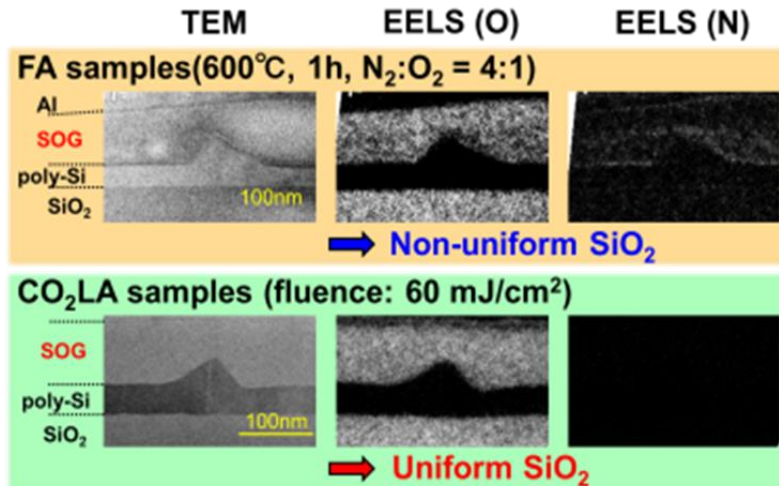 TEM EELS (O) EELS (N)
FA samples(600℃, 1h, N₂:O₂ = 4:1)
Al
SOG
poly-Si
SiO₂
100nm
Non-uniform SiO₂
CO₂LA samples (fluence: 60 mJ/cm²)
SOG
poly-Si
SiO₂
100nm
Uniform SiO₂